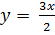 y = 3x/2